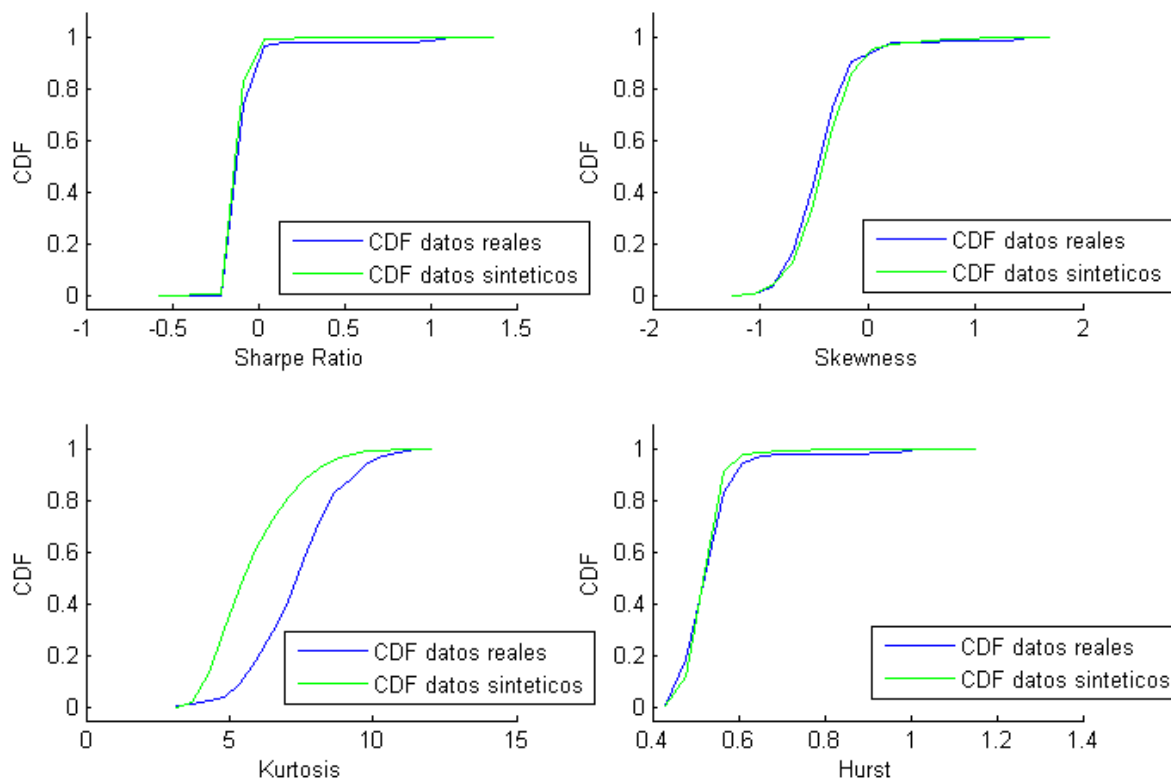 1
0.8
0.6
0.4
0.2
0
CDF
-1
-0.5
0
0.5
1
1.5
Sharpe Ratio
CDF datos reales
CDF datos sinteticos
1
0.8
0.6
0.4
0.2
0
CDF
-2
-1
0
1
2
Skewness
CDF datos reales
CDF datos sinteticos
1
0.8
0.6
0.4
0.2
0
CDF
0
5
10
15
Kurtosis
CDF datos reales
CDF datos sinteticos
1
0.8
0.6
0.4
0.2
0
CDF
0.4
0.6
0.8
1
1.2
1.4
Hurst
CDF datos reales
CDF datos sinteticos